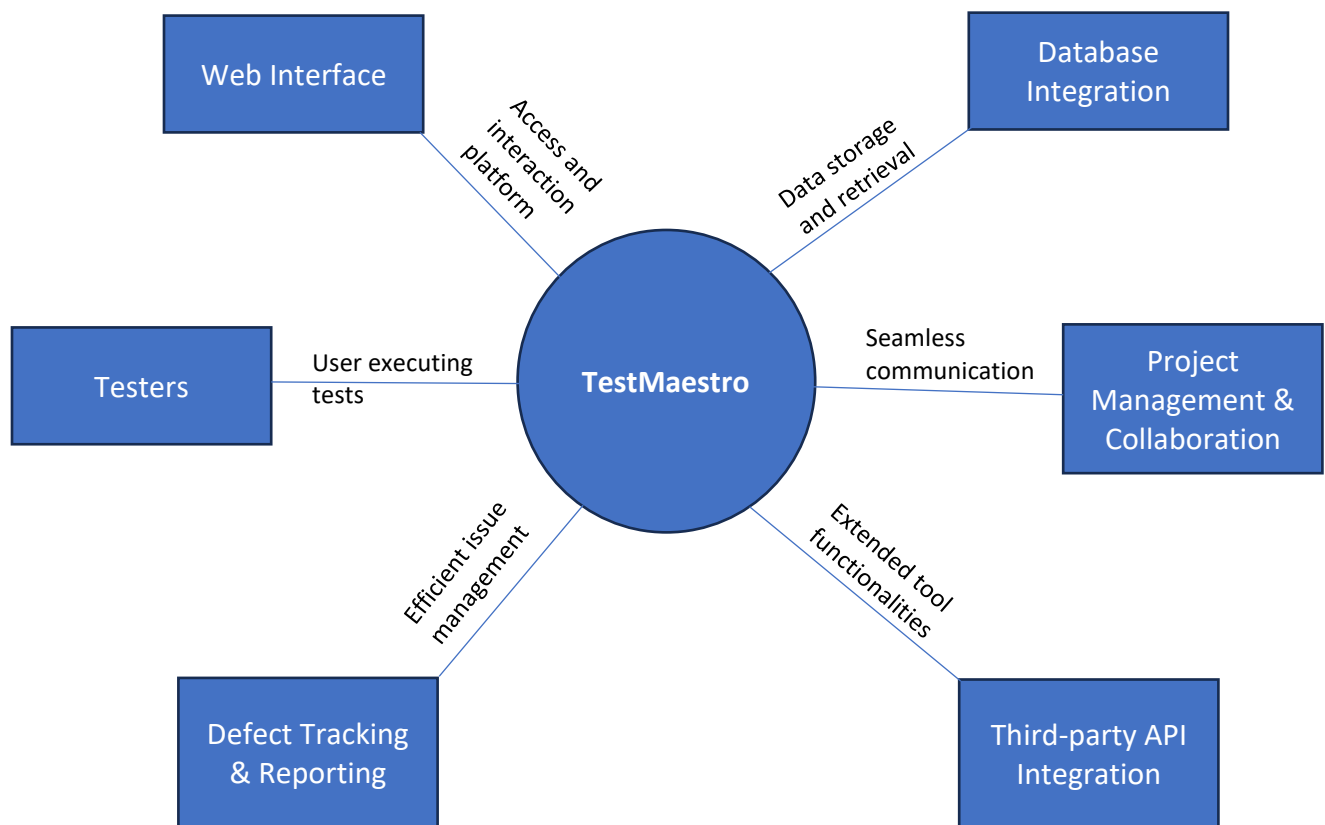 Web Interface
Database
Integration
Access and
interaction
platform
Data storage
and retrieval
Testers
User executing
tests
TestMaestro
Seamless
communication
Project
Management &
Collaboration
Efficient issue
management
Extended tool
functionalities
Defect Tracking
& Reporting
Third-party API
Integration